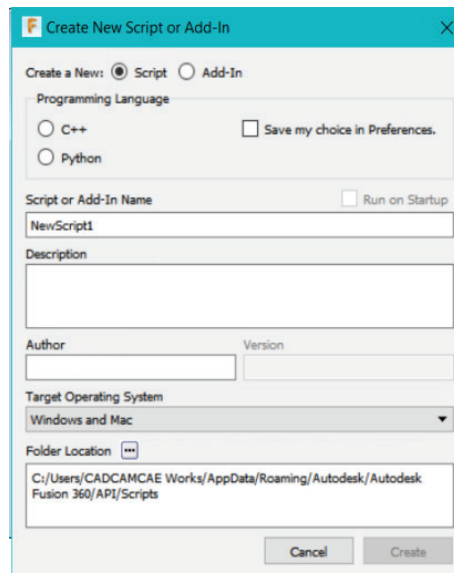 Create New Script or Add-In
Create a New: Script Add-In
Programming Language
C++ Save my choice in Preferences.
Python
Script or Add-In Name Run on Startup
NewScript1
Description
Author Version
Target Operating System
Windows and Mac
Folder Location ...
C:/Users/CADCAMCAE Works/AppData/Roaming/Autodesk/Autodesk
Fusion 360/API/Scripts
Cancel Create